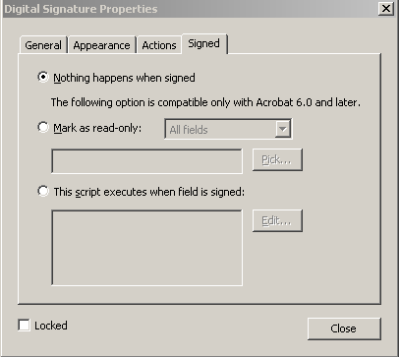 Digital Signature Properties
General Appearance Actions Signed
Nothing happens when signed
The following option is compatible only with Acrobat 6.0 and later.
Mark as read-only: All fields
Pick...
This script executes when field is signed:
Edit...
Locked Close